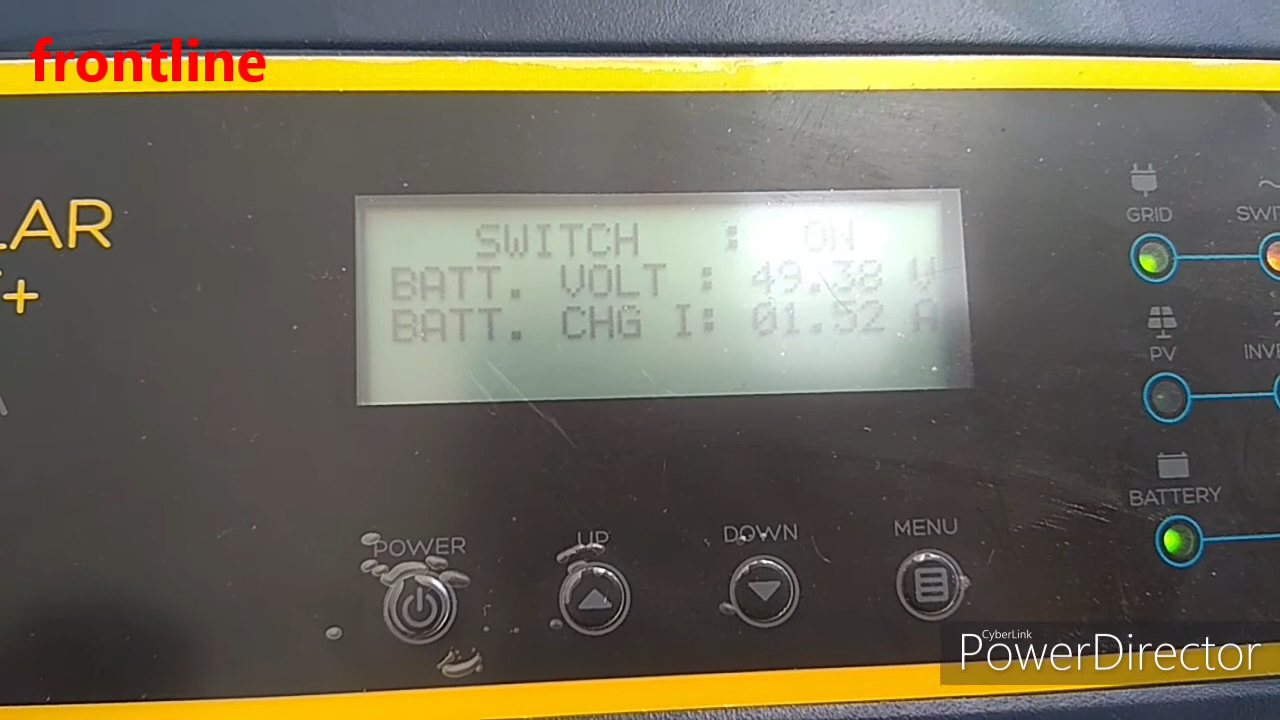 frontline
LAR
+
SWITCH : ON
BATT. VOLT : 49.38 V
BATT. CHG I: 01.52 A
GRID
PV
BATTERY
POWER
UP
DOWN
MENU
CyberLink
PowerDirector